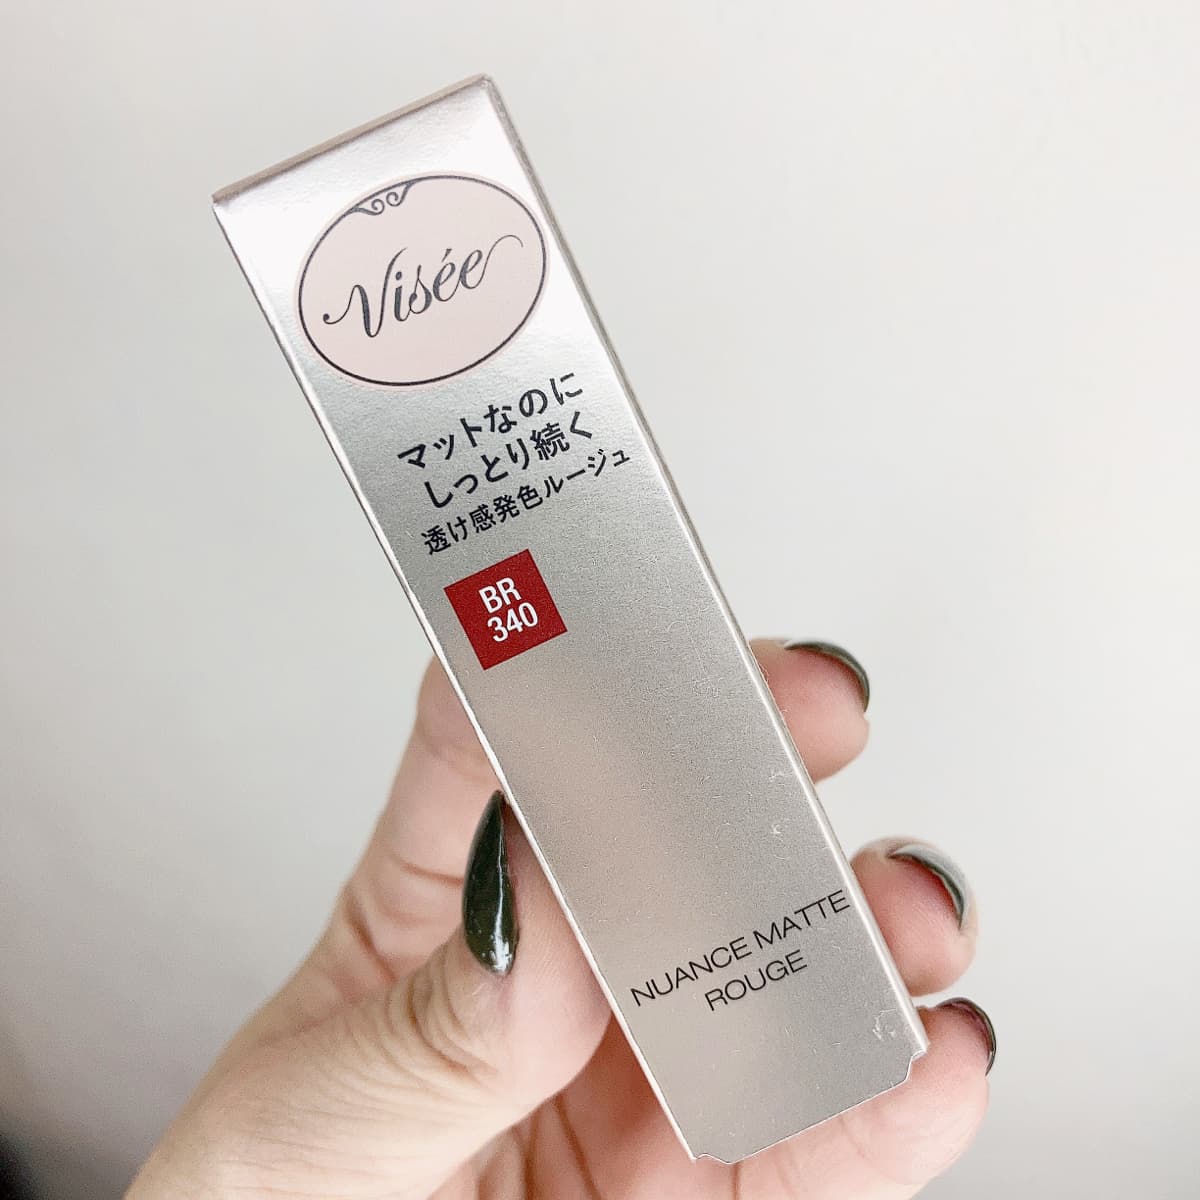 Visée
マットなのに
しっとり続く
透け感発色ルージュ
BR
340
NUANCE MATTE
ROUGE